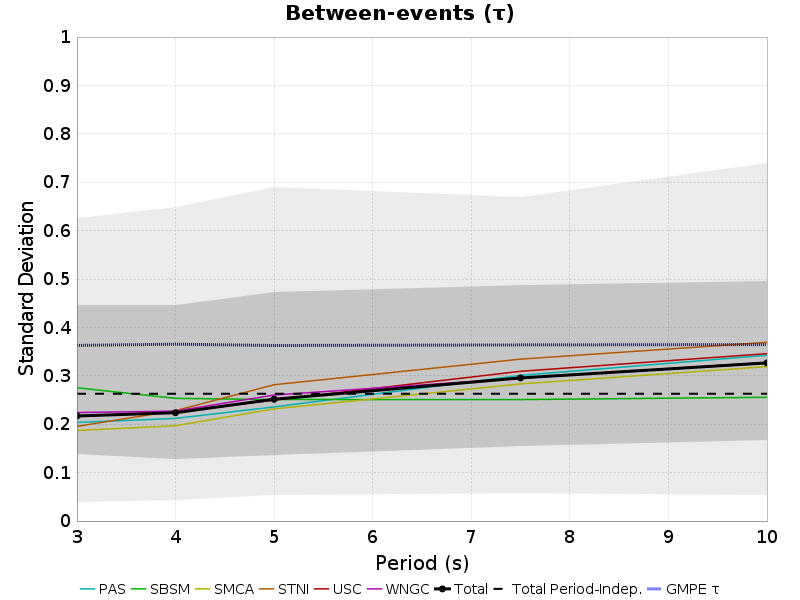 Between-events (τ)
1
0.9
0.8
0.7
0.6
0.5
0.4
0.3
0.2
0.1
0
Standard Deviation
3 4 5 6 7 8 9 10
Period (s)
PAS SBSM SMCA STNI USC WNGC Total Total Period-Indep. GMPE τ